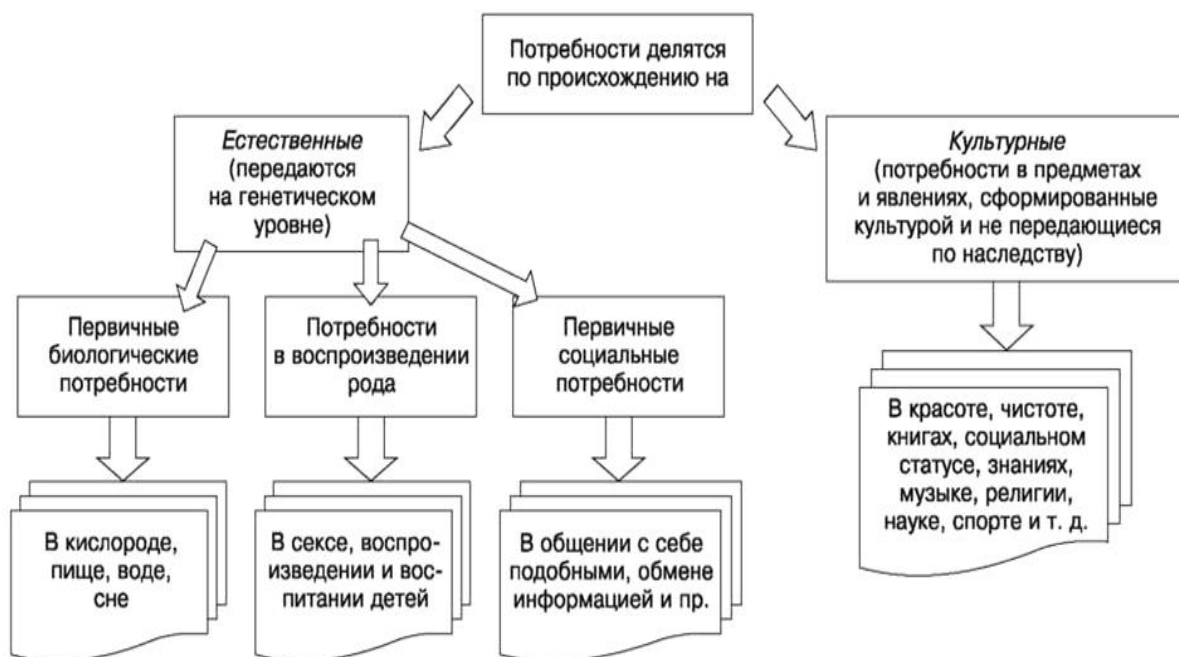 Потребности делятся
по происхождению на
Естественные
(передаются
на генетическом
уровне)
Культурные
(потребности в предметах
и явлениях, сформированные
культурой и не передающиеся
по наследству)
Первичные
биологические
потребности
Потребности
в воспроизведении
рода
Первичные
социальные
потребности
В красоте, чистоте,
книгах, социальном
статусе, знаниях,
музыке, религии,
науке, спорте и т. д.
В кислороде,
пище, воде,
сне
В сексе, воспро-
изведении и вос-
питании детей
В общении с себе
подобными, обмене
информацией и пр.